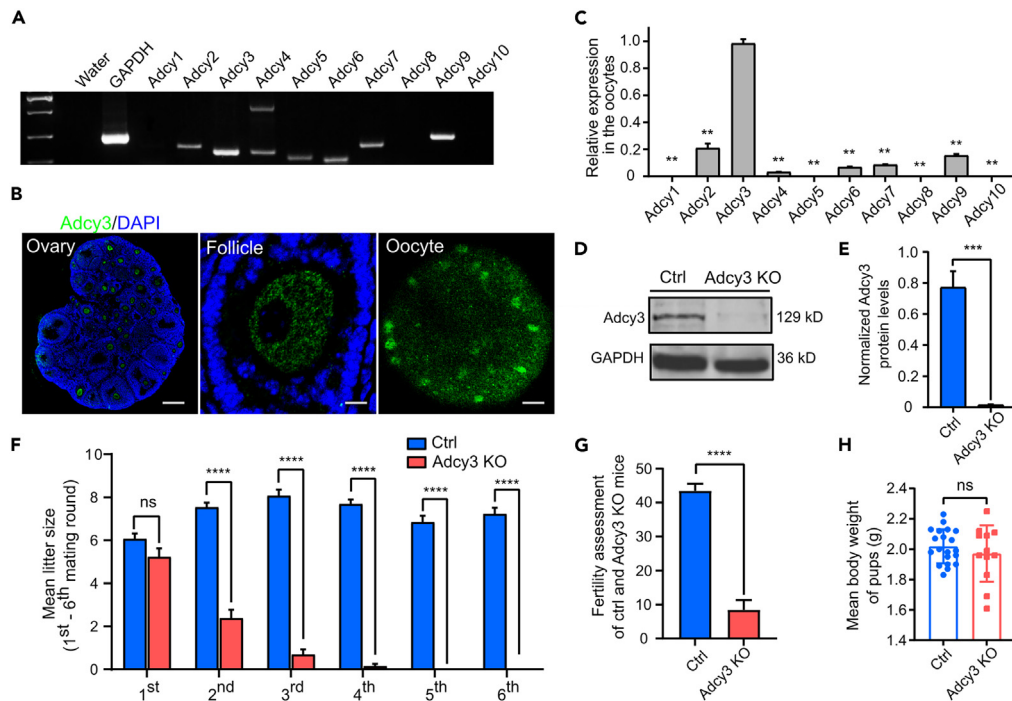 A
Water
GAPDH
Adcy1
Adcy2
Adcy3
Adcy4
Adcy5
Adcy6
Adcy7
Adcy8
Adcy9
Adcy10
B
Adcy3/DAPI
Ovary
Follicle
Oocyte
C
Relative expression
in the oocytes
1.0
0.8
0.6
0.4
0.2
0
**
**
**
**
**
**
**
**
**
Adcy1
Adcy2
Adcy3
Adcy4
Adcy5
Adcy6
Adcy7
Adcy8
Adcy9
Adcy10
D
Ctrl Adcy3 KO
Adcy3 129 kD
GAPDH 36 kD
E
Normalized Adcy3
protein levels
1.0
0.8
0.6
0.4
0.2
0
***
Ctrl
Adcy3 KO
F
Mean litter size
(1st - 6th mating round)
10
8
6
4
2
0
Ctrl
Adcy3 KO
ns
****
****
****
****
****
1st 2nd 3rd 4th 5th 6th
G
Fertility assessment
of ctrl and Adcy3 KO mice
50
40
30
20
10
0
****
Ctrl
Adcy3 KO
H
Mean body weight
of pups (g)
2.4
2.2
2.0
1.8
1.6
1.4
ns
Ctrl
Adcy3 KO